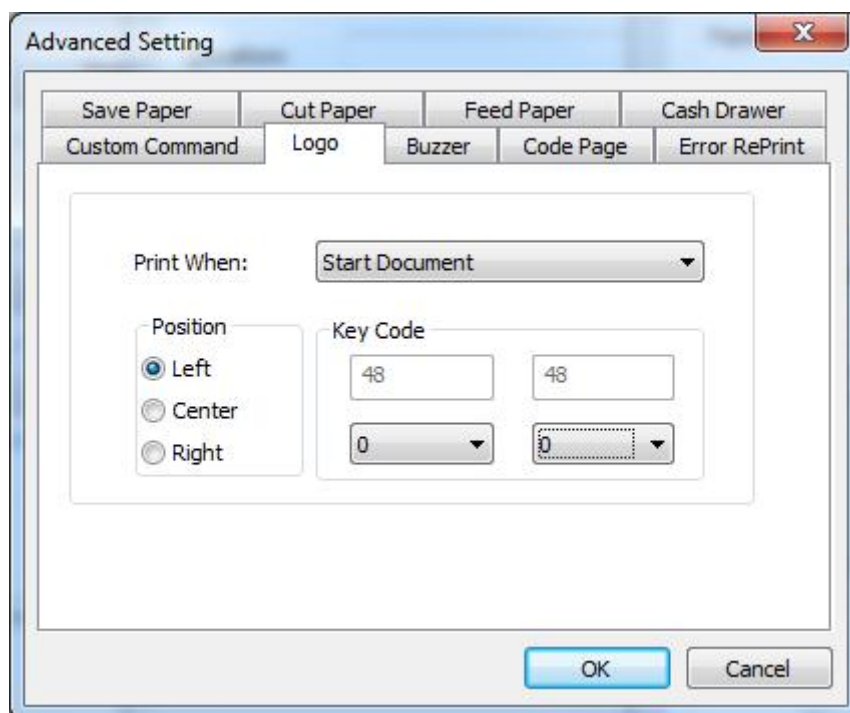 Advanced Setting
Save Paper Cut Paper Feed Paper Cash Drawer
Custom Command Logo Buzzer Code Page Error RePrint
Print When: Start Document
Position Key Code
Left 48 48
Center
Right 0 0
OK Cancel